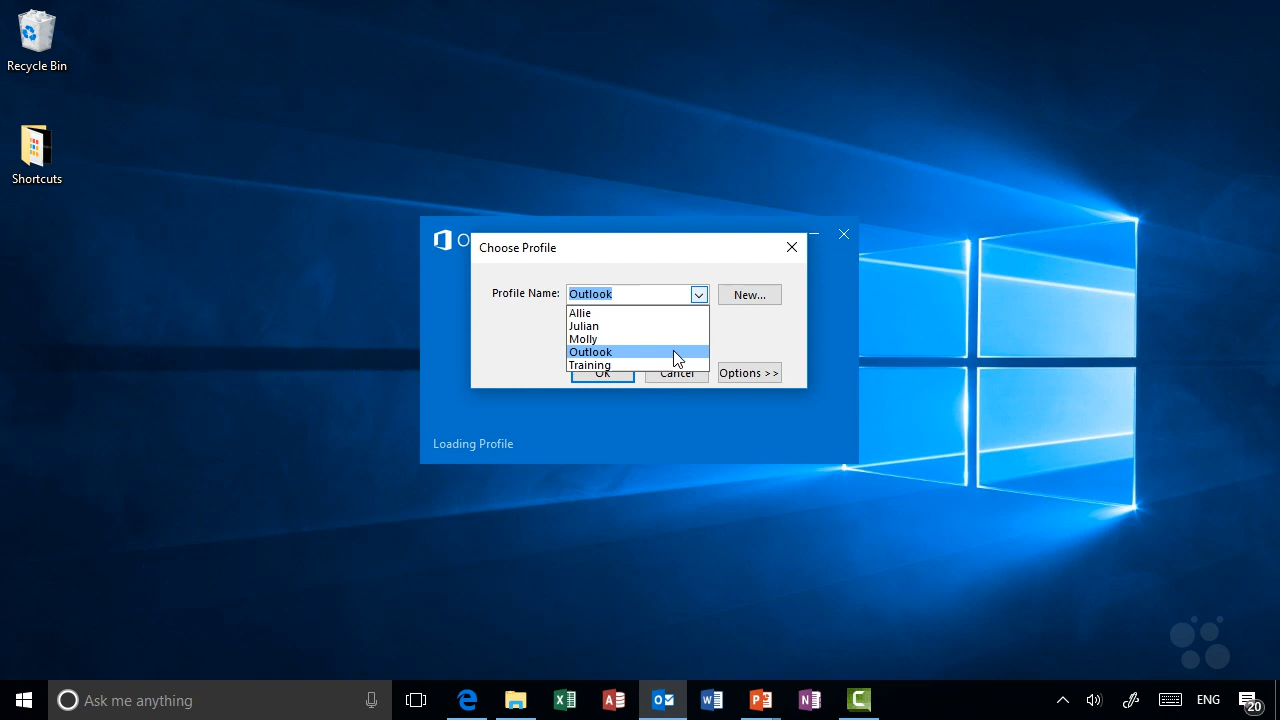 Recycle Bin
Shortcuts
O
Choose Profile
Profile Name:
Outlook
New...
Allie
Julian
Molly
Outlook
Training
OK
Cancel
Options >>
Loading Profile
Ask me anything
ENG
20